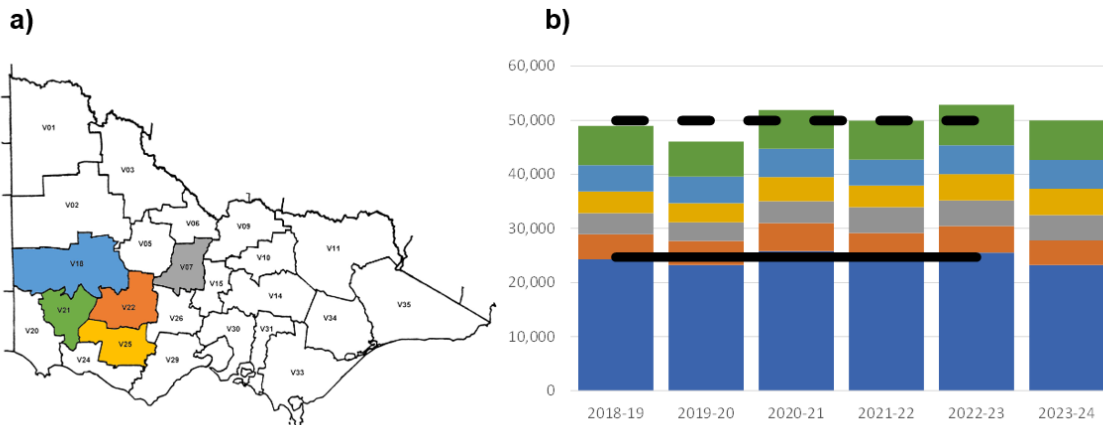 a)
V01
V03
V02
V06
V09
V11
V05
V10
V18
V07
V15
V14
V35
V21
V22
V26
V20
V30
V31
V34
V25
V24
V29
V33
b)
60,000
50,000
40,000
30,000
20,000
10,000
0
2018-19 2019-20 2020-21 2021-22 2022-23 2023-24